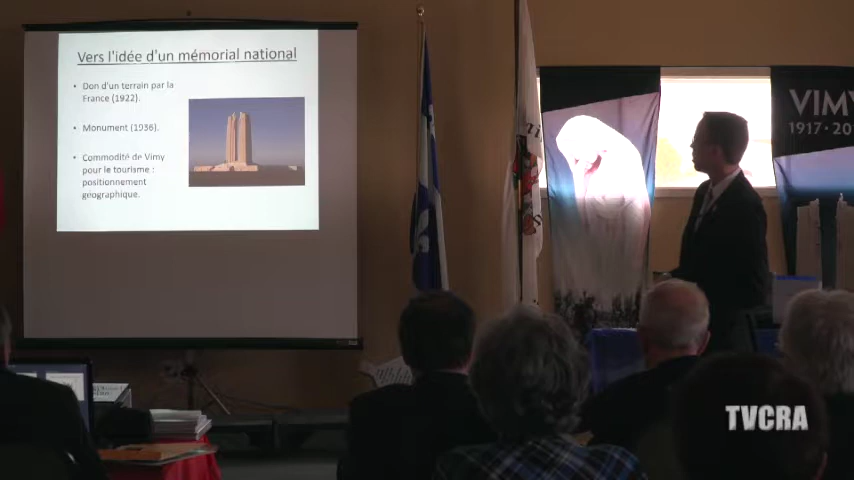 Vers l'idée d'un mémorial national
• Don d'un terrain par la
France (1922).
• Monument (1936).
• Commodité de Vimy
pour le tourisme :
positionnement
géographique.
VIMY
1917 · 20
TVCRA